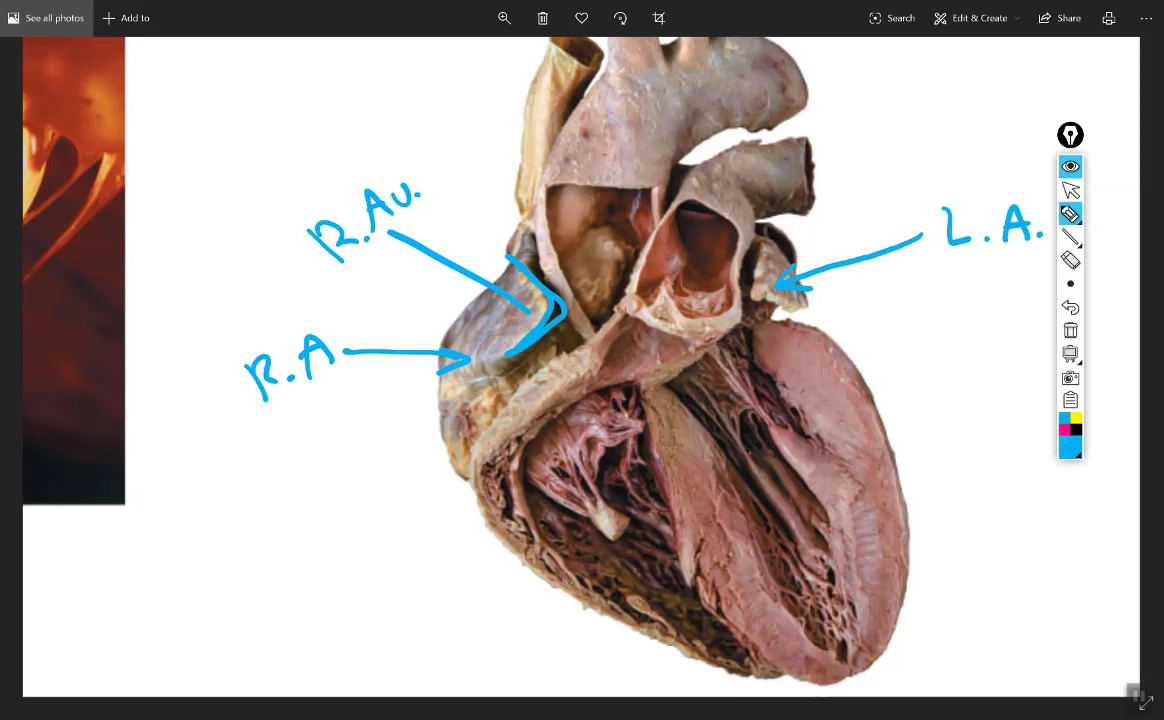 See all photos
Add to
Search
Edit & Create
Share
R.Au.
L.A.
R.A